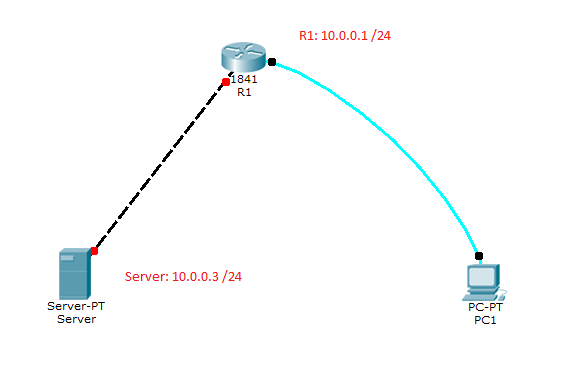 R1: 10.0.0.1 /24
1841
R1
Server: 10.0.0.3 /24
Server-PT
Server
PC-PT
PC1